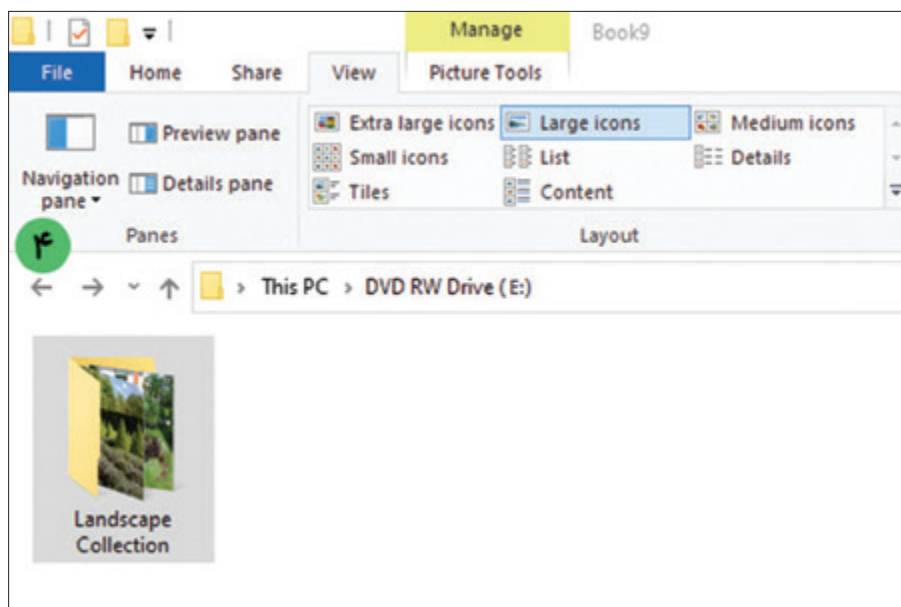 Manage Book9
File Home Share View Picture Tools
Preview pane Extra large icons Large icons Medium icons
Navigation pane Details pane Small icons List Details
Tiles Content
Panes Layout
۴
This PC > DVD RW Drive (E:)
Landscape
Collection